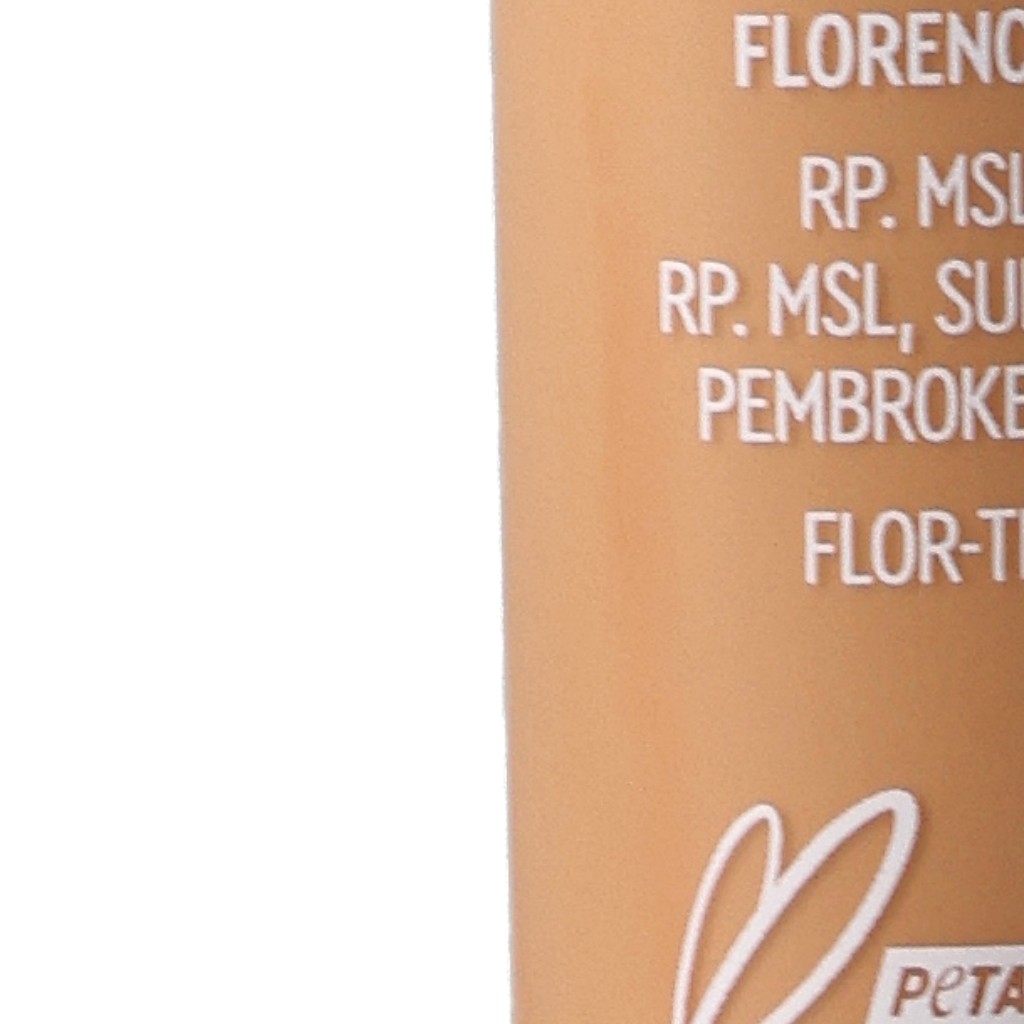 FLORENC
RP. MSL
RP. MSL, SU
PEMBROKE
FLOR-T
PETA